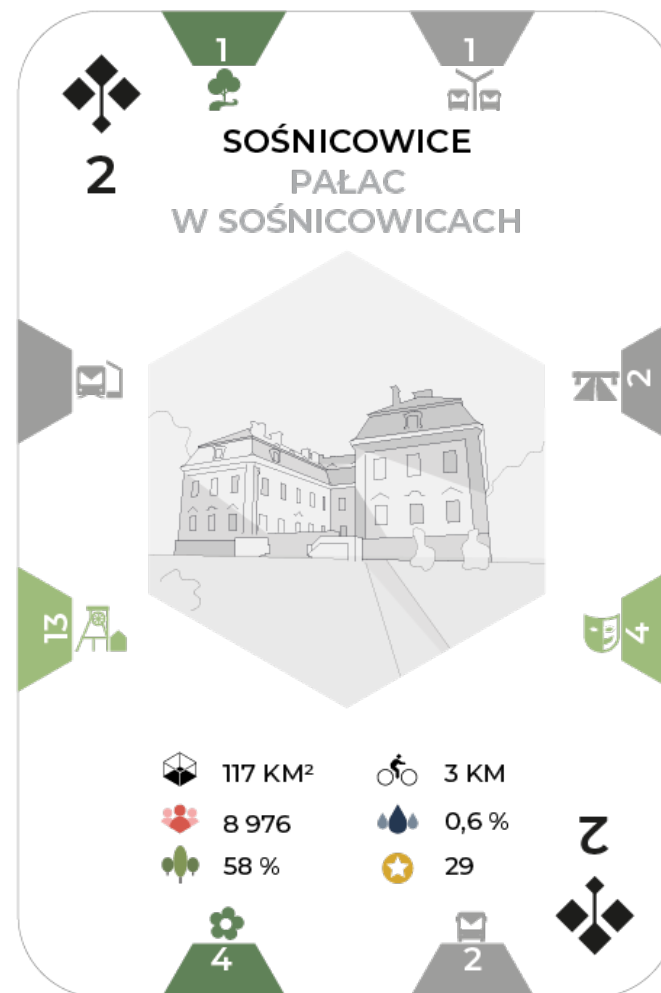 1
1
2
SOŚNICOWICE
PAŁAC
W SOŚNICOWICACH
2
13
4
117 KM²
3 KM
8 976
0,6 %
58 %
29
2
4
2